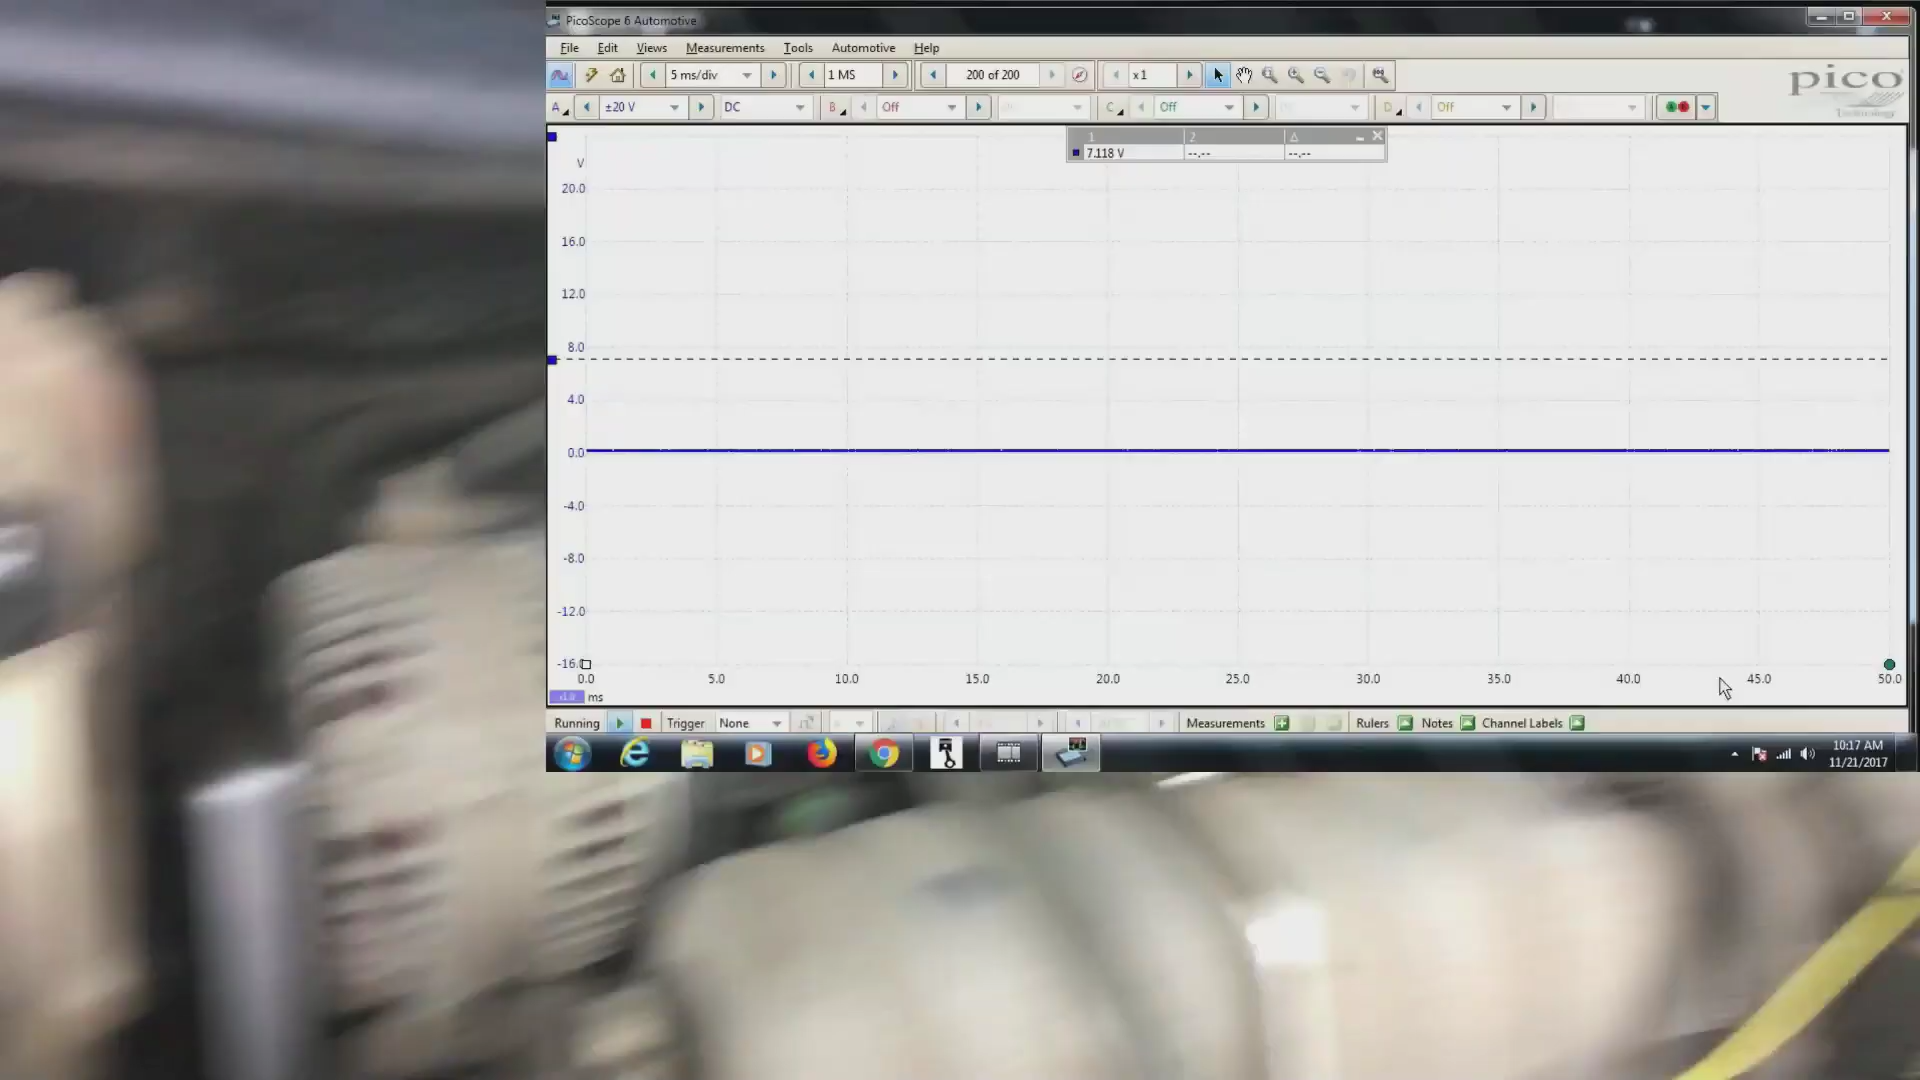 PicoScope 6 Automotive
File Edit Views Measurements Tools Automotive Help
5 ms/div 1 MS 200 of 200 x1
pico
Technology
A ±20 V DC B Off C Off D Off
1 2 Δ
7.118 V --.-- --.--
V
20.0
16.0
12.0
8.0
4.0
0.0
-4.0
-8.0
-12.0
-16.0
0.0 5.0 10.0 15.0 20.0 25.0 30.0 35.0 40.0 45.0 50.0
x1.0 ms
Running Trigger None Measurements Rulers Notes Channel Labels
10:17 AM
11/21/2017